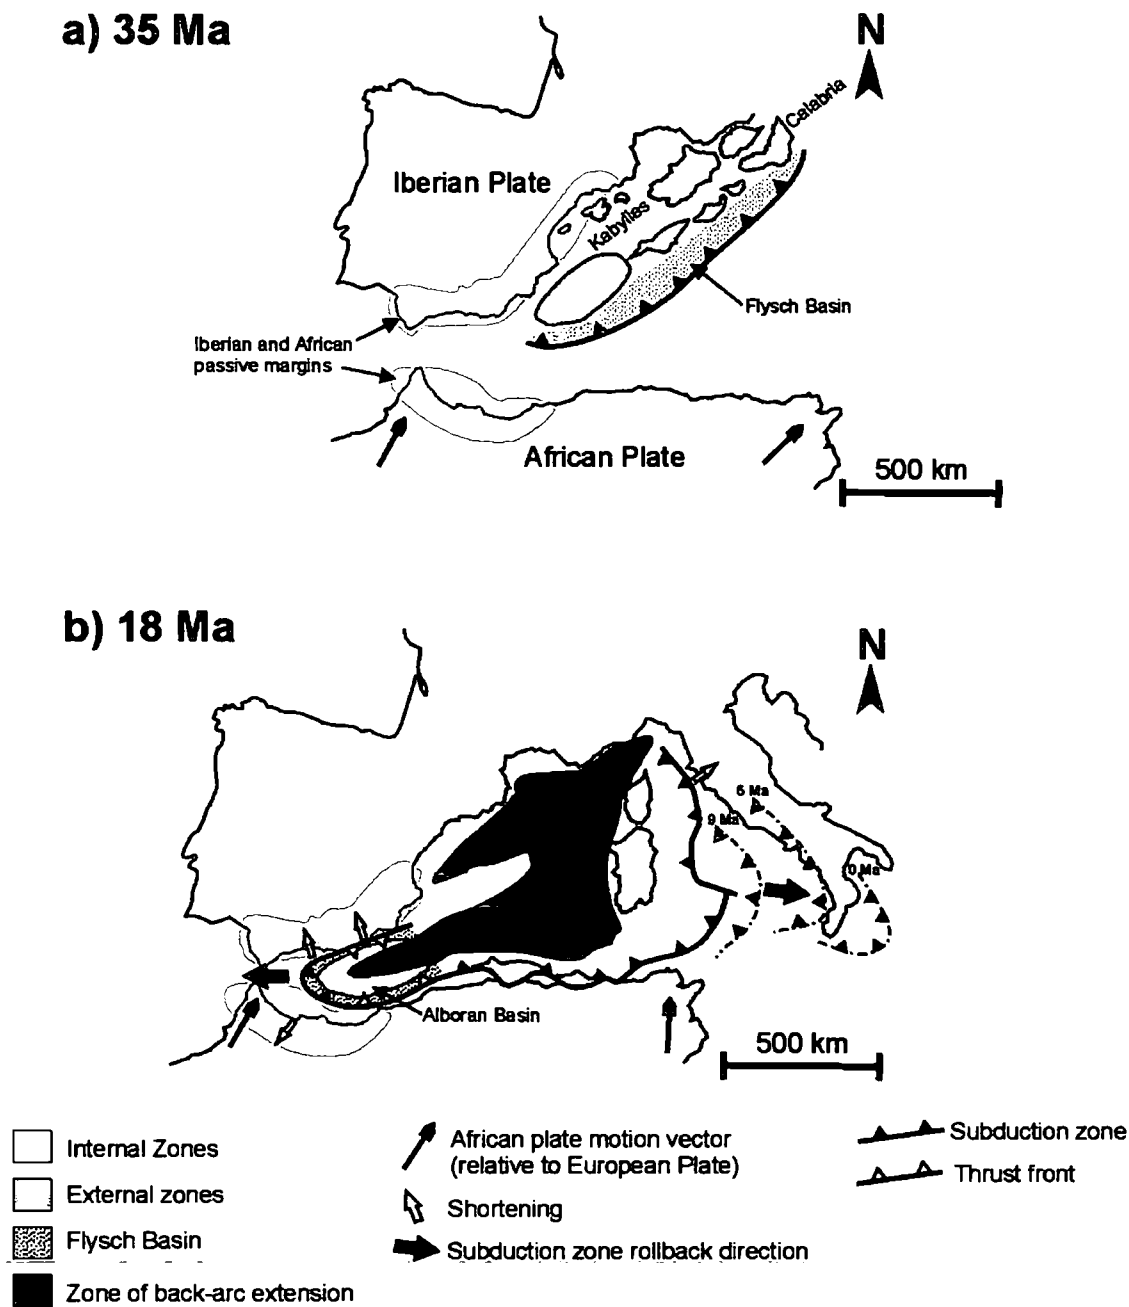 a) 35 Ma
N
Calabria
Iberian Plate
Kabylies
Flysch Basin
Iberian and African
passive margins
African Plate
500 km
b) 18 Ma
N
6 Ma
9 Ma
0 Ma
Alboran Basin
500 km
Internal Zones
External zones
Flysch Basin
Zone of back-arc extension
African plate motion vector
(relative to European Plate)
Shortening
Subduction zone rollback direction
Subduction zone
Thrust front